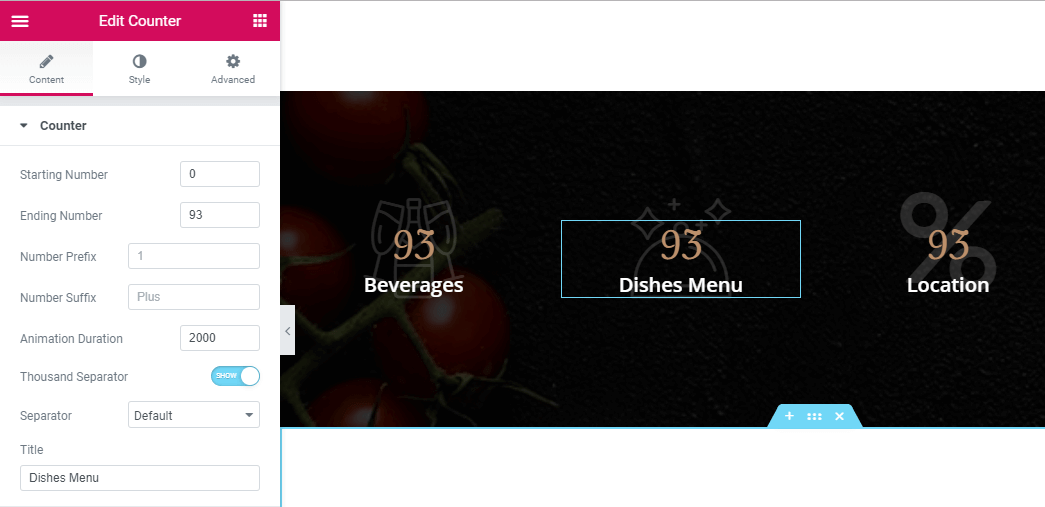 Edit Counter
Content Style Advanced
Counter
Starting Number 0
Ending Number 93
Number Prefix 1
Number Suffix Plus
Animation Duration 2000
Thousand Separator SHOW
Separator Default
Title
Dishes Menu
%
93 93 93
Beverages Dishes Menu Location